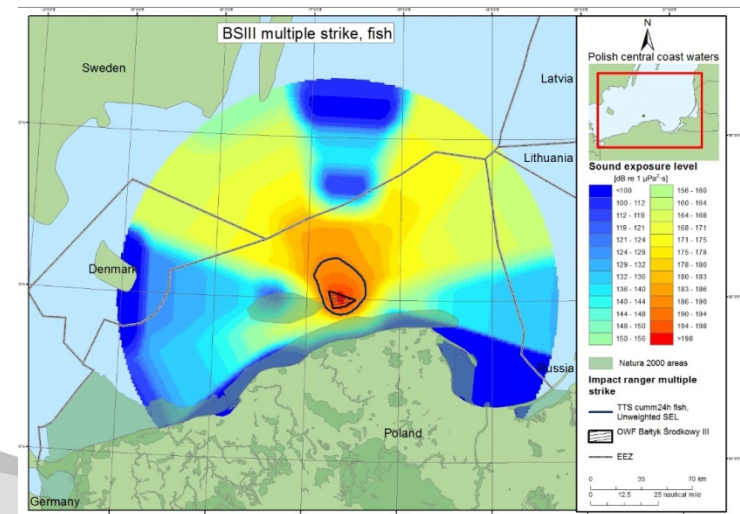 BSIII multiple strike, fish
Sweden
Latvia
Lithuania
Denmark
Russia
Poland
Germany
N
Polish central coast waters
Sound exposure level
[dB re 1 µPa²·s]
<100 156 - 160
100 - 112 160 - 164
112 - 119 164 - 168
119 - 121 168 - 171
121 - 124 171 - 175
124 - 129 175 - 178
129 - 132 178 - 180
132 - 136 180 - 183
136 - 140 183 - 186
140 - 144 186 - 190
144 - 148 190 - 194
148 - 150 194 - 198
150 - 156 >198
Natura 2000 areas
Impact ranger multiple
strike
TTS cumm24h fish,
Unweighted SEL
OWF Bałtyk Środkowy III
EEZ
0 35 70 km
0 12,5 25 nautical mile